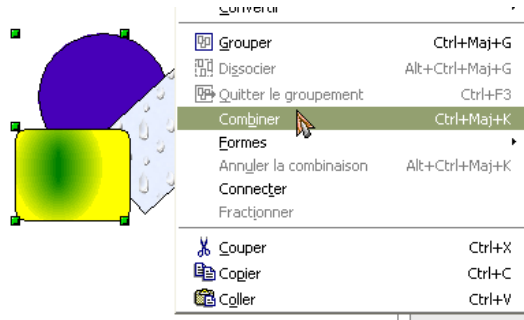 Convertir
Grouper Ctrl+Maj+G
Dissocier Alt+Ctrl+Maj+G
Quitter le groupement Ctrl+F3
Combiner Ctrl+Maj+K
Formes
Annuler la combinaison Alt+Ctrl+Maj+K
Connecter
Fractionner
Couper Ctrl+X
Copier Ctrl+C
Coller Ctrl+V